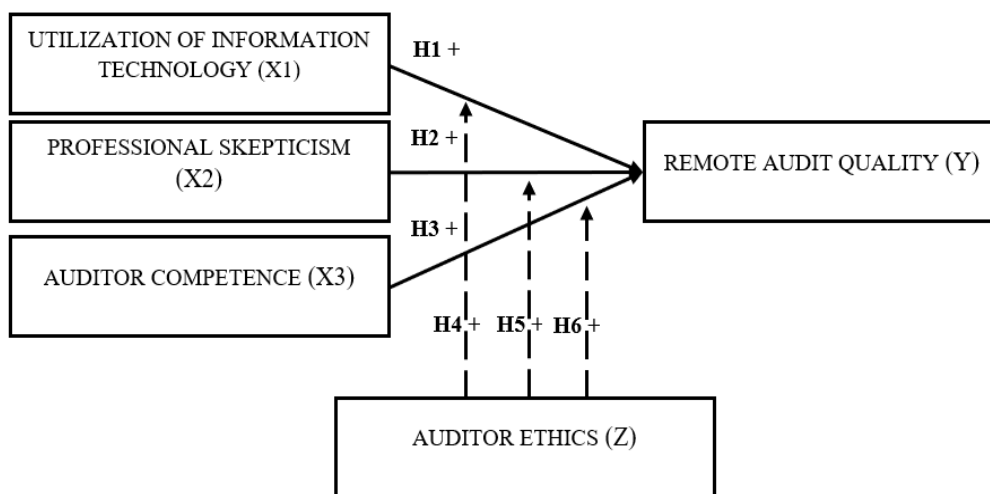 UTILIZATION OF INFORMATION
TECHNOLOGY (X1)
H1 +
PROFESSIONAL SKEPTICISM
(X2)
H2 +
REMOTE AUDIT QUALITY (Y)
H3 +
AUDITOR COMPETENCE (X3)
H4 + H5 + H6 +
AUDITOR ETHICS (Z)